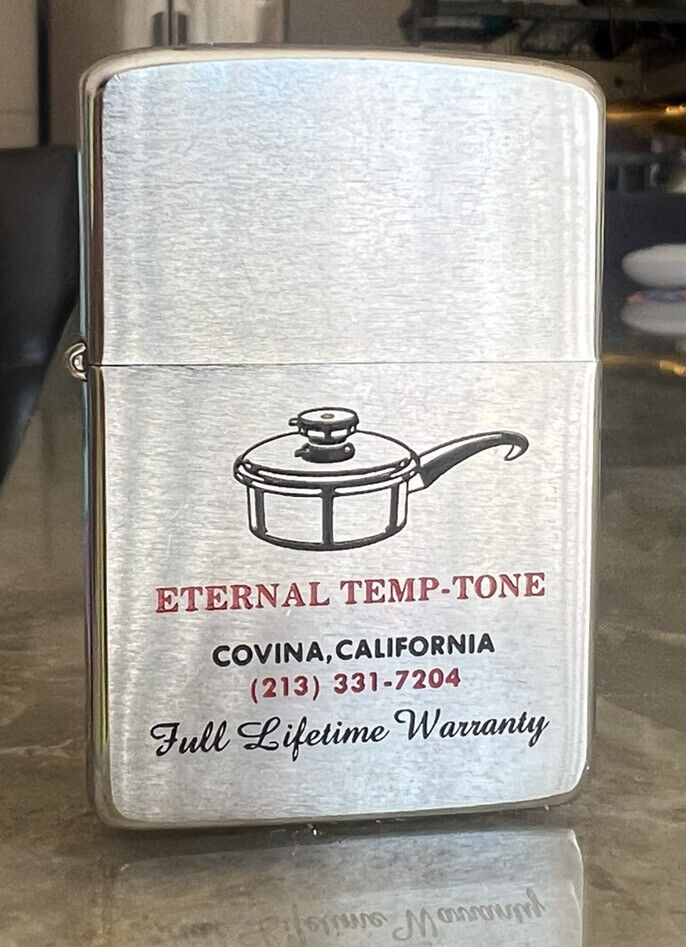 ETERNAL TEMP-TONE
COVINA, CALIFORNIA
(213) 331-7204
Full Lifetime Warranty